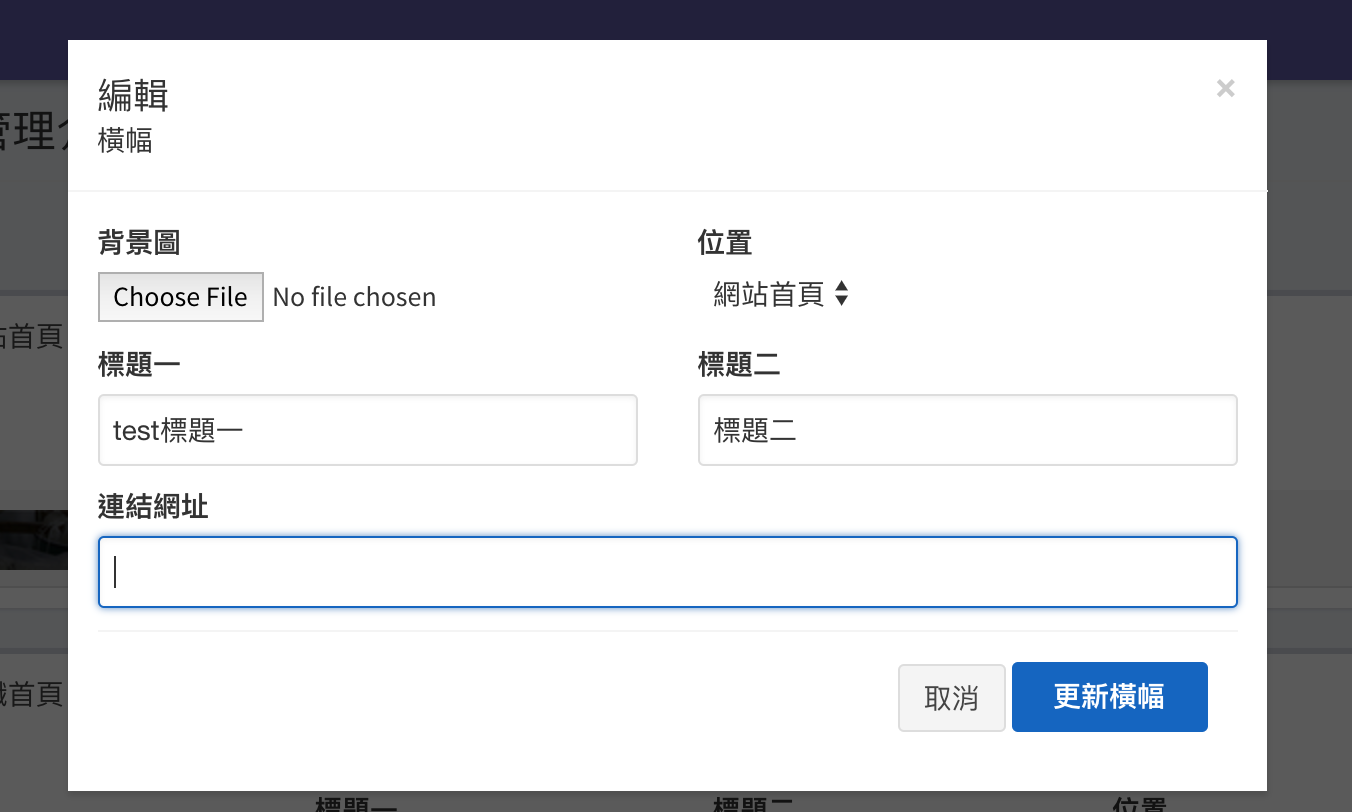 編輯
×
橫幅
管理
背景圖
位置
Choose File No file chosen
網站首頁
站首頁
標題一
標題二
test標題一
標題二
連結網址
取消
更新橫幅
首頁
標題一
標題二
位置